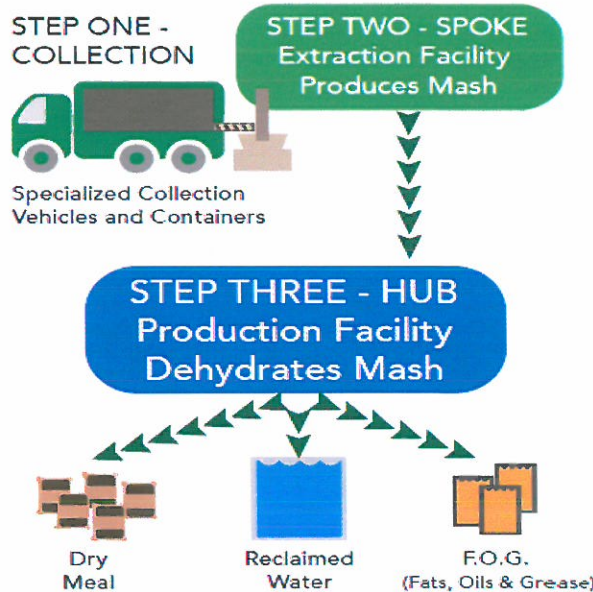 STEP ONE -
COLLECTION
Specialized Collection
Vehicles and Containers
STEP TWO - SPOKE
Extraction Facility
Produces Mash
STEP THREE - HUB
Production Facility
Dehydrates Mash
Dry
Meal
Reclaimed
Water
F.O.G.
(Fats, Oils & Grease)